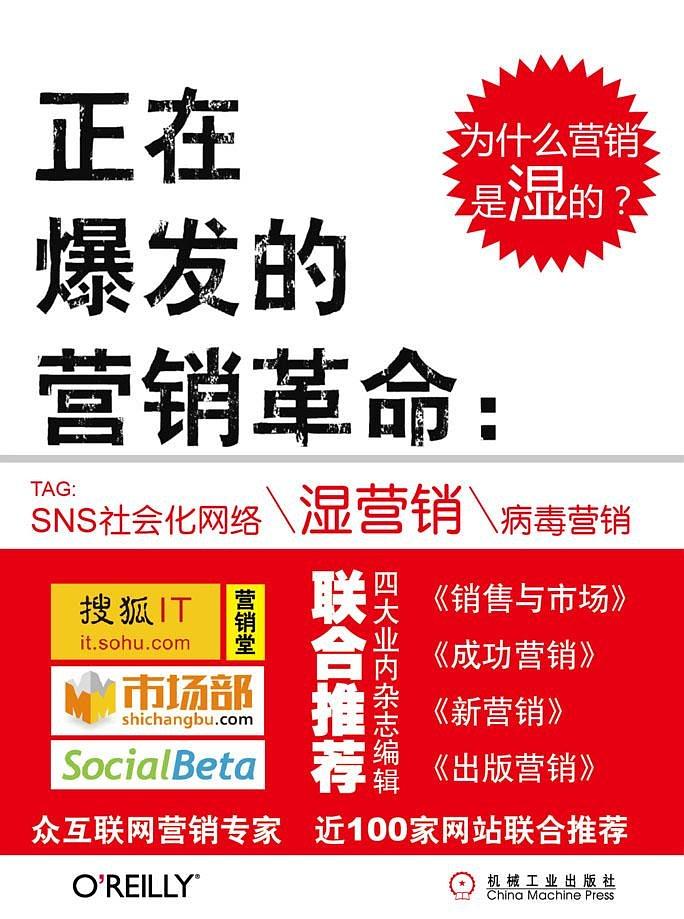 正在
爆发的
营销革命：
为什么营销
是湿的？
TAG:
SNS社会化网络\湿营销\病毒营销
搜狐IT
it.sohu.com
营销堂
市场部
shichangbu.com
SocialBeta
联合推荐
四大业内杂志编辑
《销售与市场》
《成功营销》
《新营销》
《出版营销》
众互联网营销专家 近100家网站联合推荐
O'REILLY®
机械工业出版社
China Machine Press